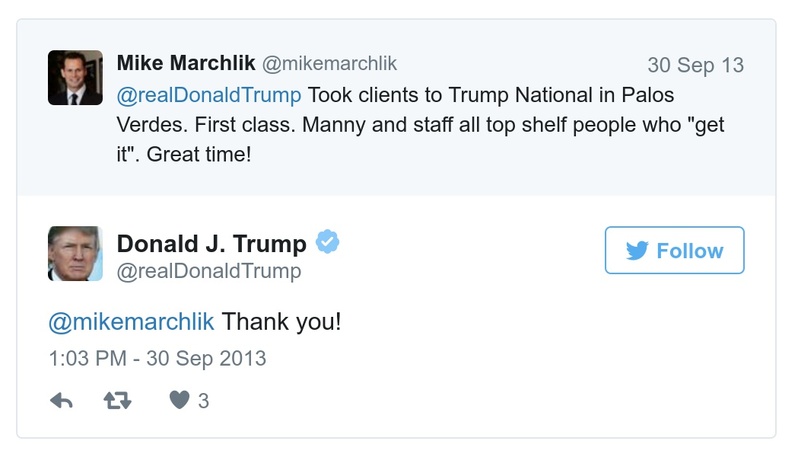 Mike Marchlik @mikemarchlik 30 Sep 13
@realDonaldTrump Took clients to Trump National in Palos
Verdes. First class. Manny and staff all top shelf people who "get
it". Great time!
Donald J. Trump
@realDonaldTrump
Follow
@mikemarchlik Thank you!
1:03 PM - 30 Sep 2013
3